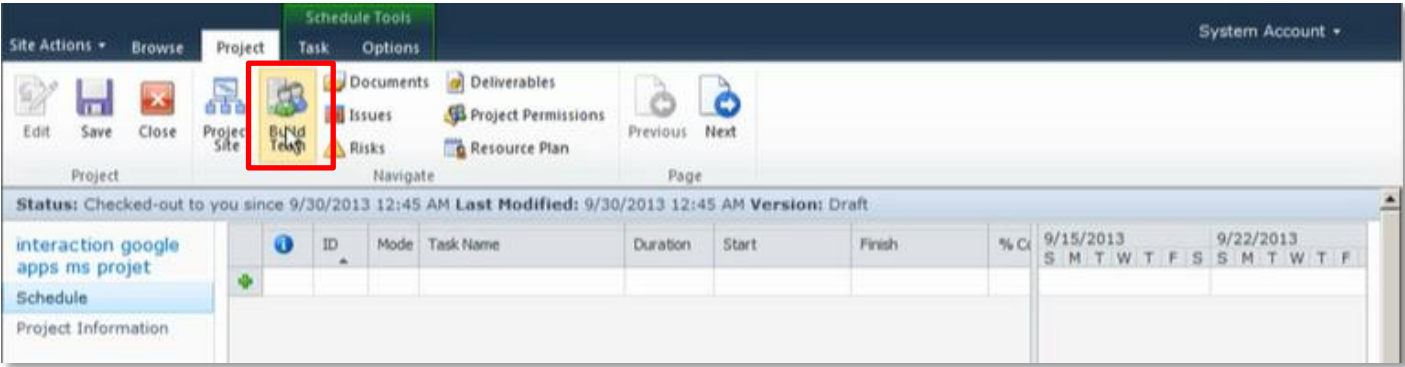 Schedule Tools
Site Actions Browse Project Task Options System Account
Edit Save Close Project Site Build Team Documents Deliverables
Issues Project Permissions Previous Next
Risks Resource Plan
Project Navigate Page
Status: Checked-out to you since 9/30/2013 12:45 AM Last Modified: 9/30/2013 12:45 AM Version: Draft
interaction google
apps ms projet
ID Mode Task Name Duration Start Finish % Co 9/15/2013 9/22/2013
S M T W T F S S M T W T F
Schedule
Project Information